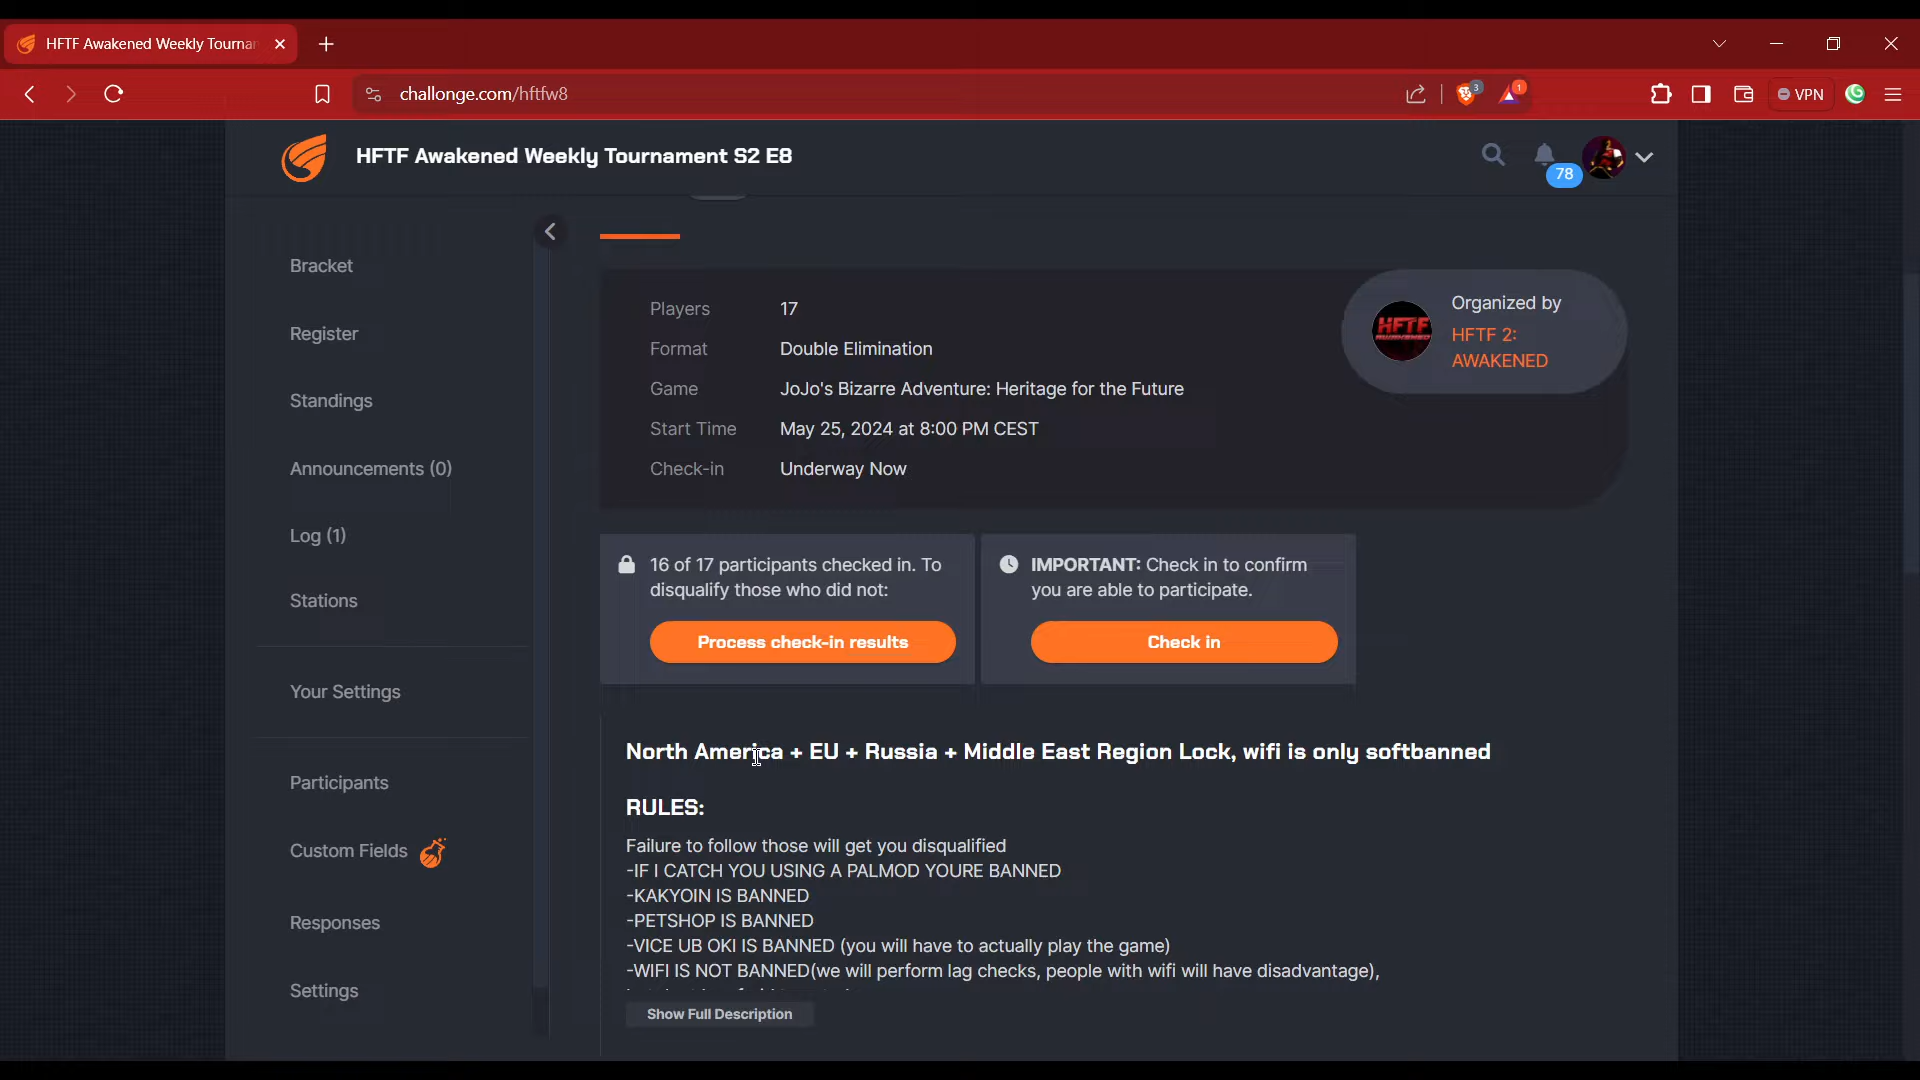 HFTF Awakened Weekly Tournar
challonge.com/hftfw8
3
1
VPN
HFTF Awakened Weekly Tournament S2 E8
78
Bracket
Register
Standings
Announcements (0)
Log (1)
Stations
Your Settings
Participants
Custom Fields
Responses
Settings
Players 17
Format Double Elimination
Game JoJo's Bizarre Adventure: Heritage for the Future
Start Time May 25, 2024 at 8:00 PM CEST
Check-in Underway Now
Organized by
HFTF 2:
AWAKENED
HFTF
16 of 17 participants checked in. To
disqualify those who did not:
Process check-in results
IMPORTANT: Check in to confirm
you are able to participate.
Check in
North America + EU + Russia + Middle East Region Lock, wifi is only softbanned
RULES:
Failure to follow those will get you disqualified
-IF I CATCH YOU USING A PALMOD YOURE BANNED
-KAKYOIN IS BANNED
-PETSHOP IS BANNED
-VICE UB OKI IS BANNED (you will have to actually play the game)
-WIFI IS NOT BANNED(we will perform lag checks, people with wifi will have disadvantage),
Show Full Description